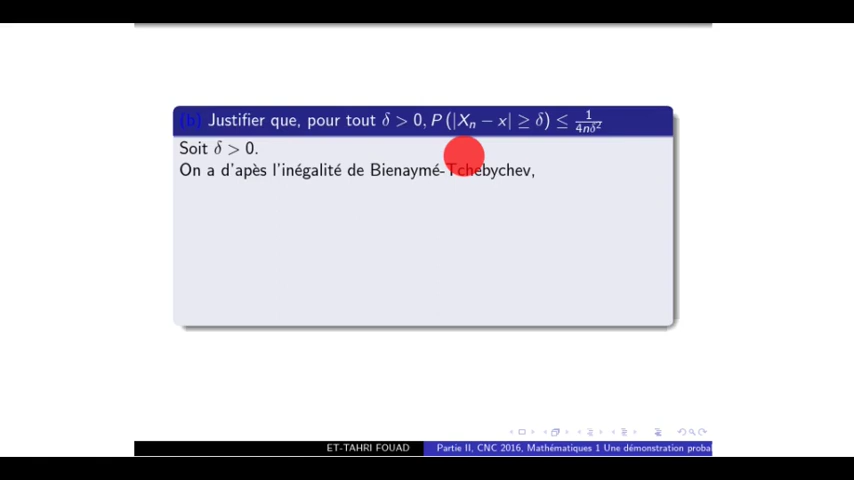 (b) Justifier que, pour tout δ > 0, P (|Xₙ − x| ≥ δ) ≤ 1/4nδ²
Soit δ > 0.
On a d'apès l'inégalité de Bienaymé-Tchebychev,
ET-TAHRI FOUAD Partie II, CNC 2016, Mathématiques 1 Une démonstration proba